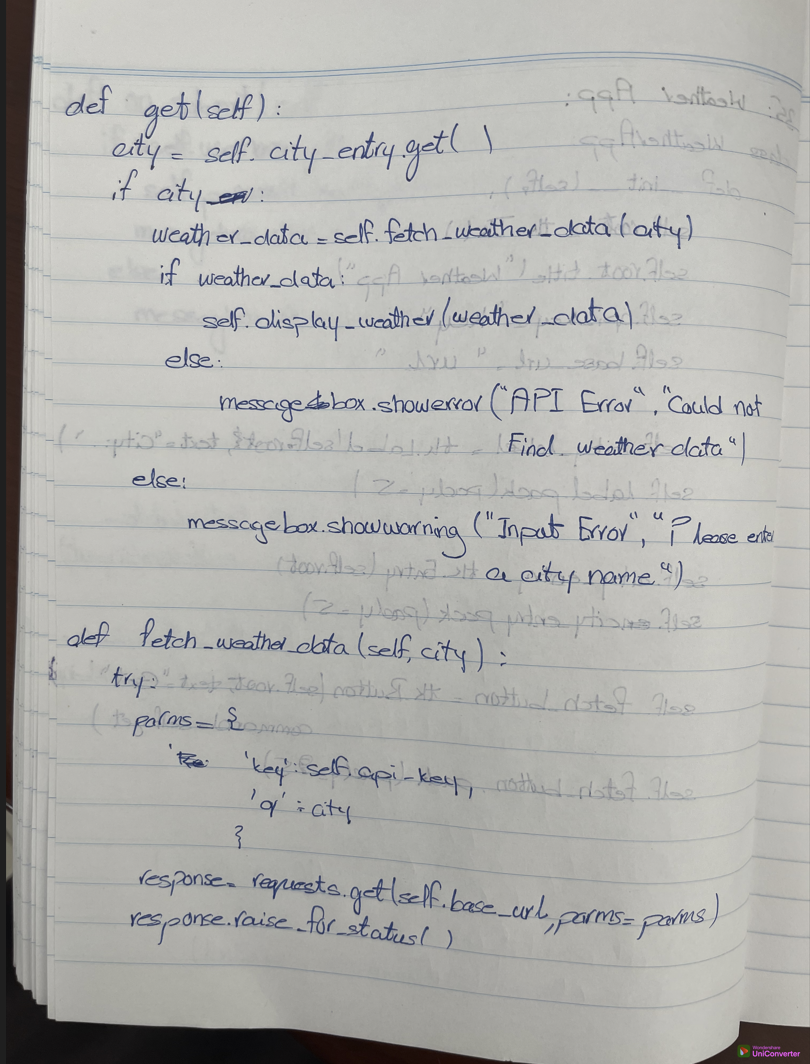 def get(self):
city = self. city_entry.get( )
if city :
weather_data = self.fetch_weather_data(city)
if weather_data:
self.display_weather(weather_data)
else:
messagebox.showerror("API Error", "Could not
Find weather data")
else:
messagebox.showwarning ("Input Error", "Please enter
a city name")
def fetch_weather_data(self, city) :
try:
parms = {
'key': self.api_key,
'q' : city
}
response = requests.get(self.base_url, parms = parms)
response.raise_for_status( )
Wondershare
UniConverter